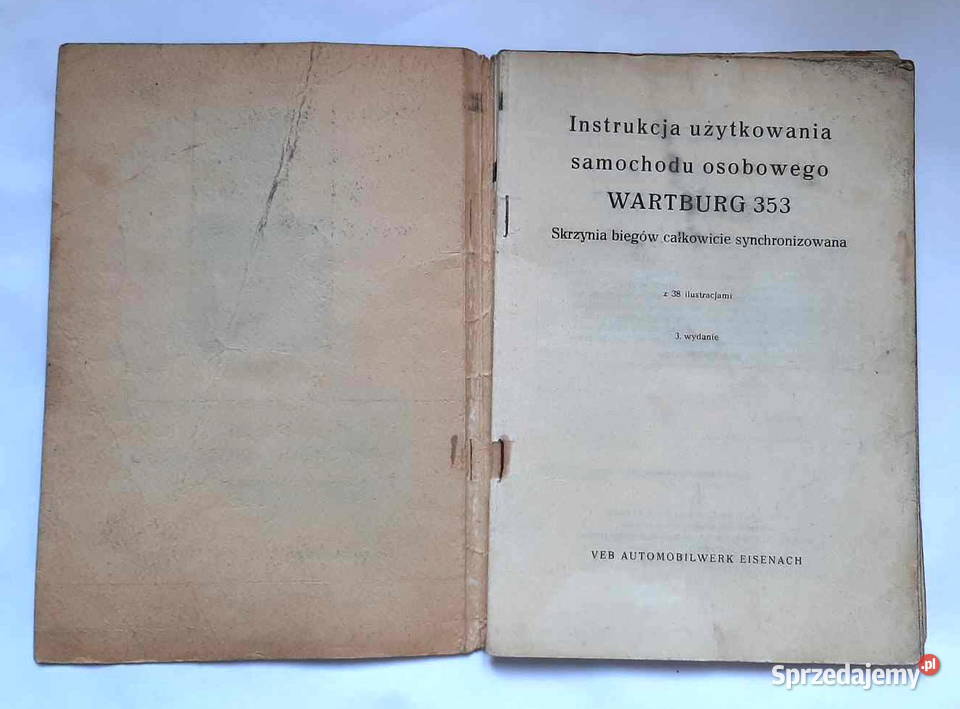 Instrukcja użytkowania
samochodu osobowego
WARTBURG 353
Skrzynia biegów całkowicie synchronizowana
z 38 ilustracjami
3. wydanie
VEB AUTOMOBILWERK EISENACH
Sprzedajemy.pl